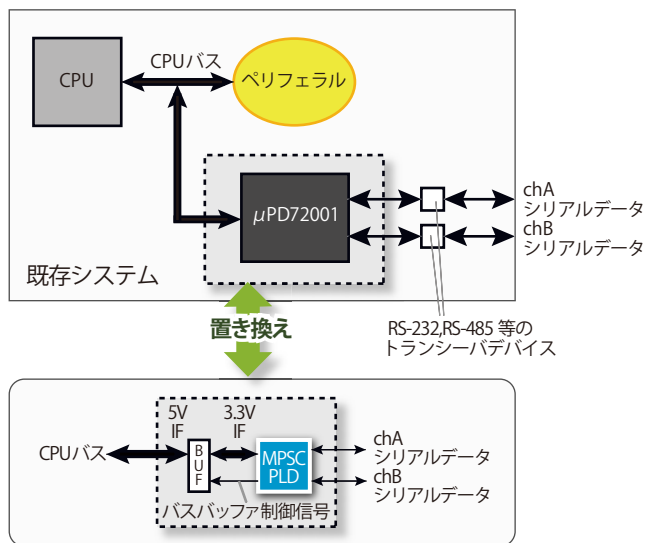 CPU
CPUバス
ペリフェラル
μPD72001
chA
シリアルデータ
chB
シリアルデータ
既存システム
置き換え
RS-232,RS-485 等の
トランシーバデバイス
5V
IF
3.3V
IF
CPUバス
BUF
MPSC
PLD
chA
シリアルデータ
chB
シリアルデータ
バスバッファ制御信号